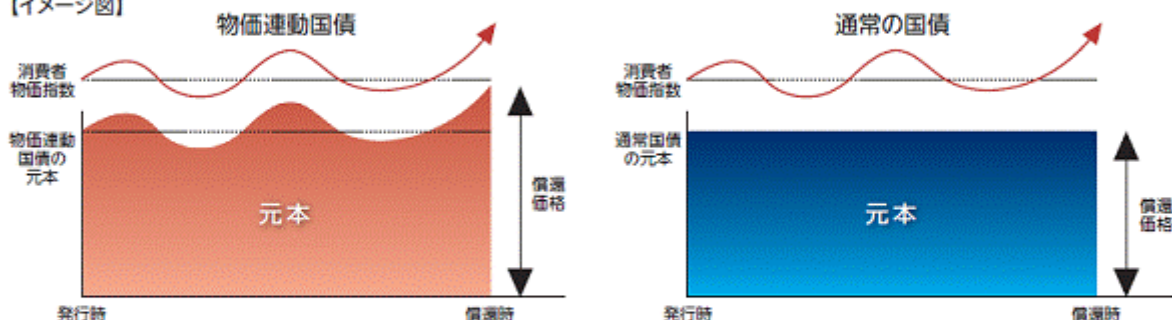 【イメージ図】
物価連動国債
消費者
物価指数
物価連動
国債の
元本
元本
償還
価格
発行時
償還時
通常の国債
消費者
物価指数
通常国債
の元本
元本
償還
価格
発行時
償還時